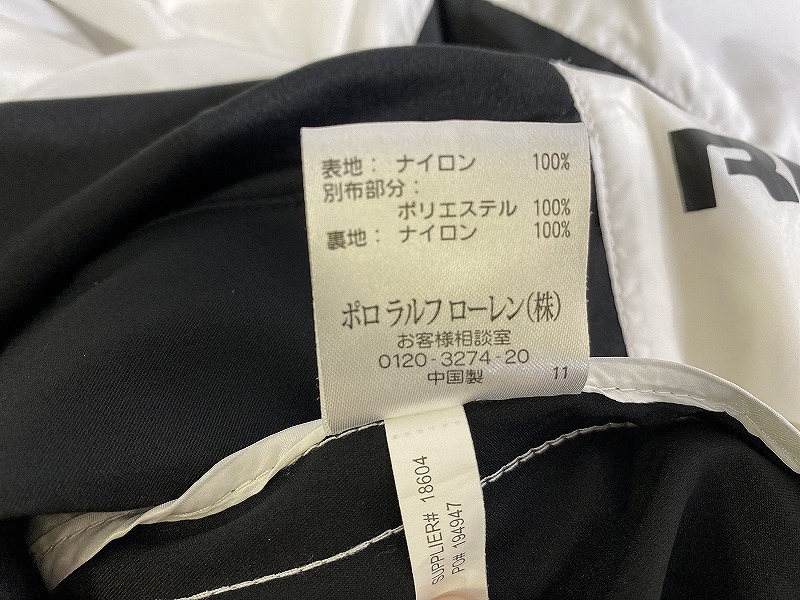 表地： ナイロン 100%
別布部分：
ポリエステル 100%
裏地： ナイロン 100%
ポロ ラルフ ローレン(株)
お客様相談室
0120-3274-20
中国製 11
SUPPLIER# 18604
PO# 194947